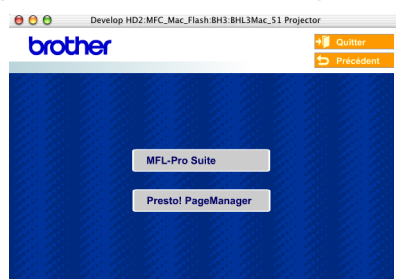 Develop HD2:MFC_Mac_Flash:BH3:BHL3Mac_51 Projector
brother
Quitter
Précédent
MFL-Pro Suite
Presto! PageManager